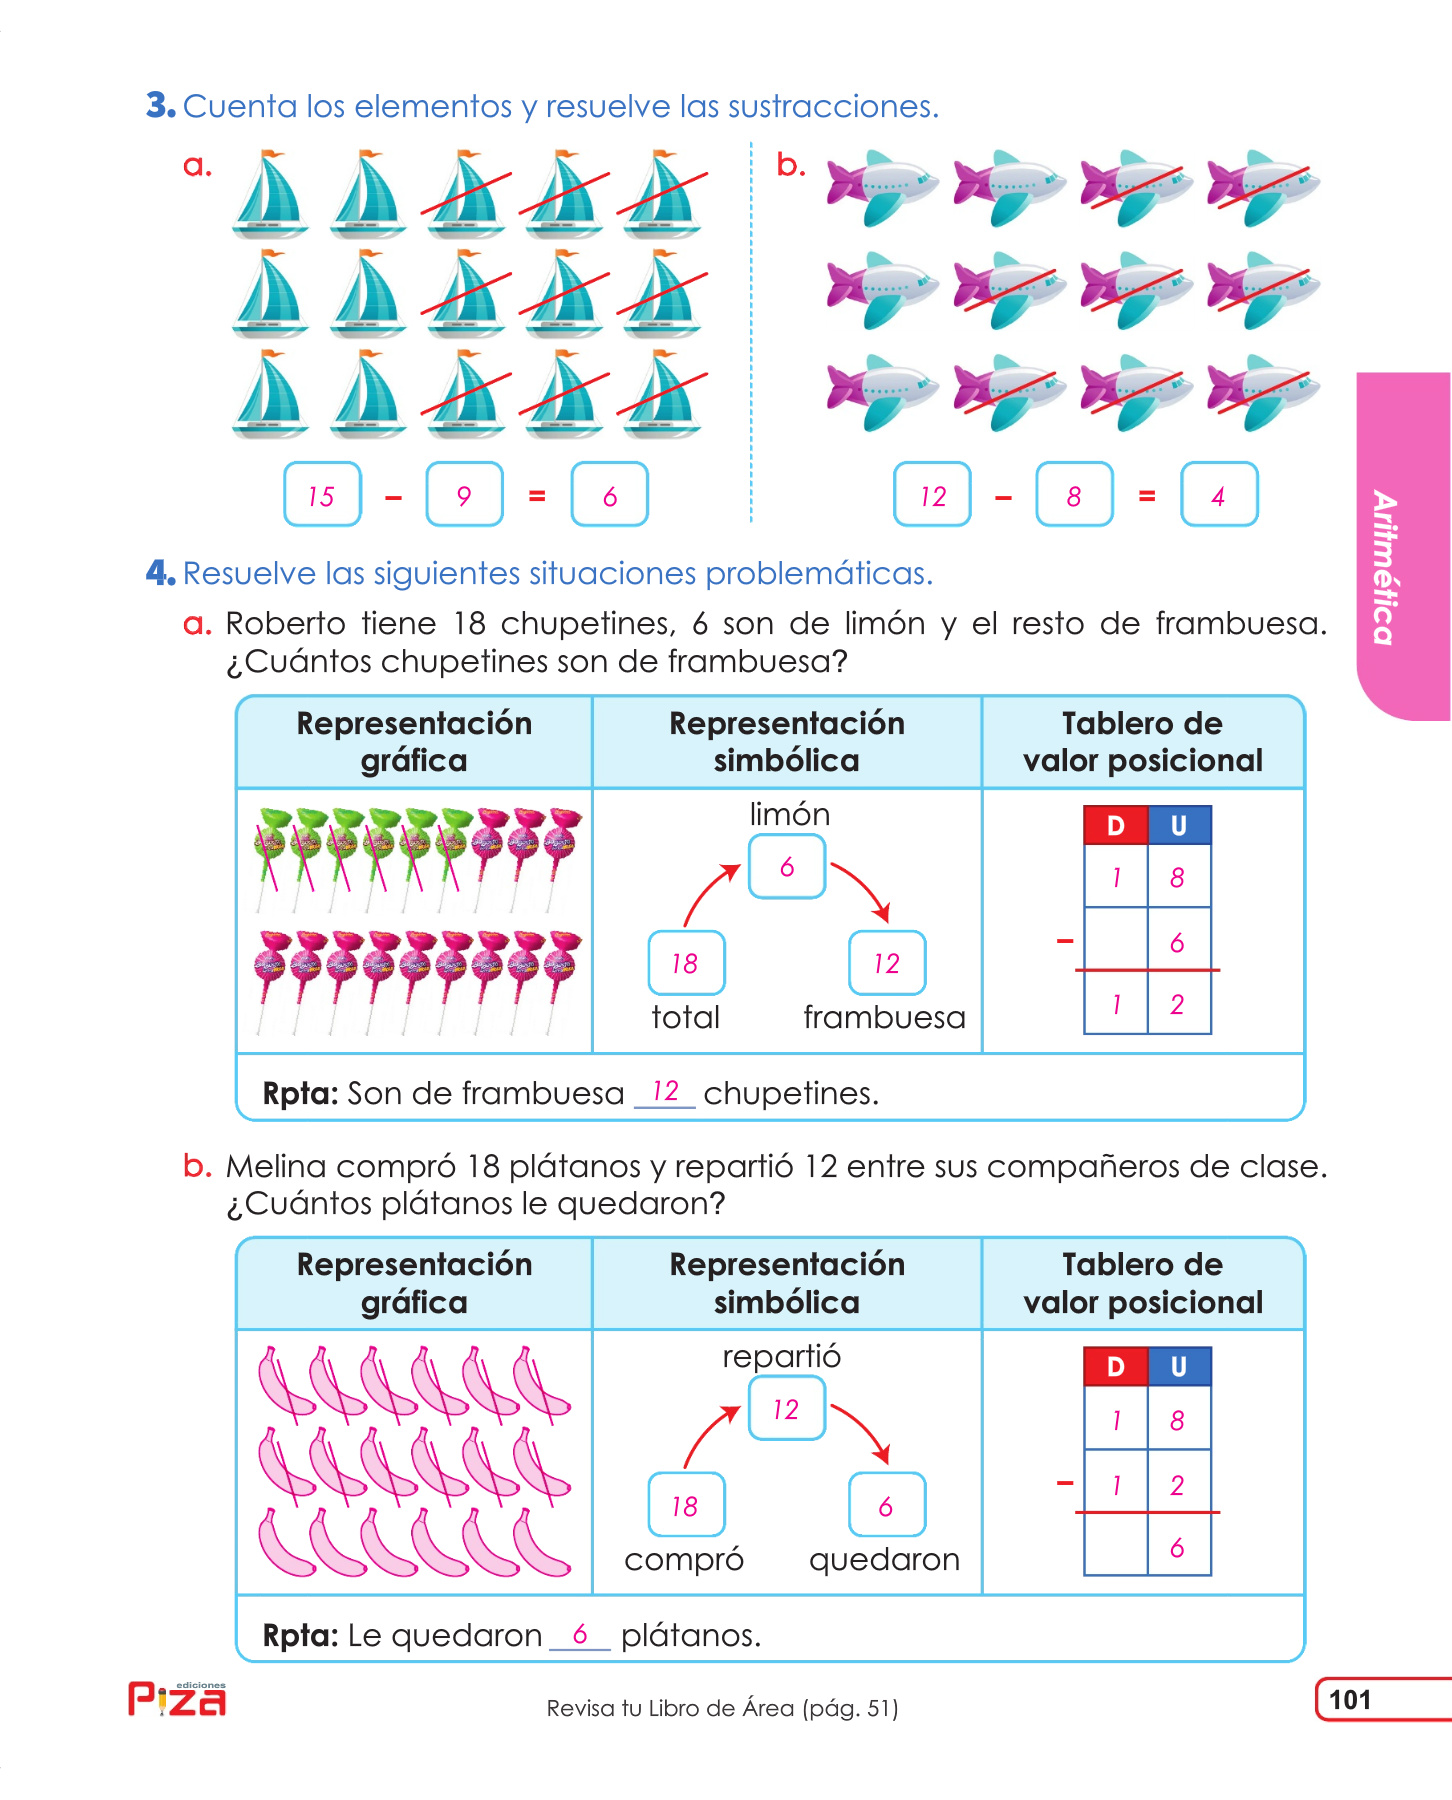 3. Cuenta los elementos y resuelve las sustracciones.
a.
b.
15 – 9 = 6
12 – 8 = 4
Aritmética
4. Resuelve las siguientes situaciones problemáticas.
a. Roberto tiene 18 chupetines, 6 son de limón y el resto de frambuesa.
¿Cuántos chupetines son de frambuesa?
Representación
gráfica
Representación
simbólica
Tablero de
valor posicional
limón
6
18
12
total
frambuesa
D U
1 8
– 6
1 2
Rpta: Son de frambuesa 12 chupetines.
b. Melina compró 18 plátanos y repartió 12 entre sus compañeros de clase.
¿Cuántos plátanos le quedaron?
Representación
gráfica
Representación
simbólica
Tablero de
valor posicional
repartió
12
18
6
compró
quedaron
D U
1 8
– 1 2
6
Rpta: Le quedaron 6 plátanos.
ediciones
Piza
Revisa tu Libro de Área (pág. 51)
101